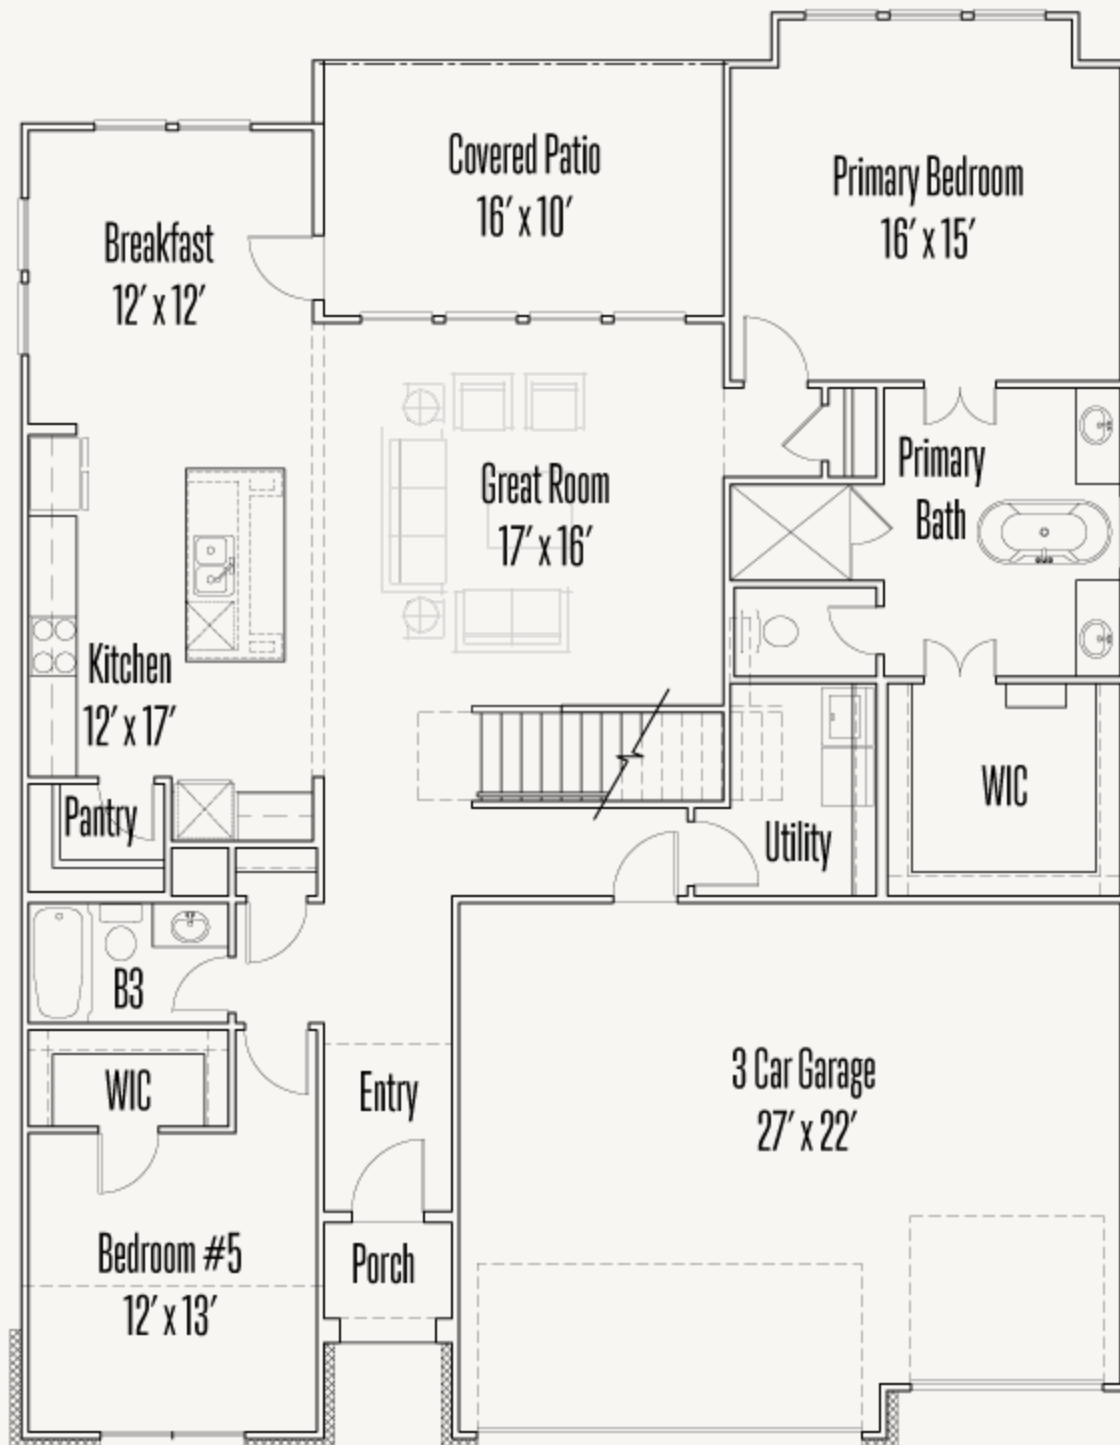 Covered Patio
16′ x 10′
Primary Bedroom
16′ x 15′
Breakfast
12′ x 12′
Great Room
17′ x 16′
Primary
Bath
Kitchen
12′ x 17′
Pantry
Utility
WIC
B3
WIC
Entry
3 Car Garage
27′ x 22′
Bedroom #5
12′ x 13′
Porch